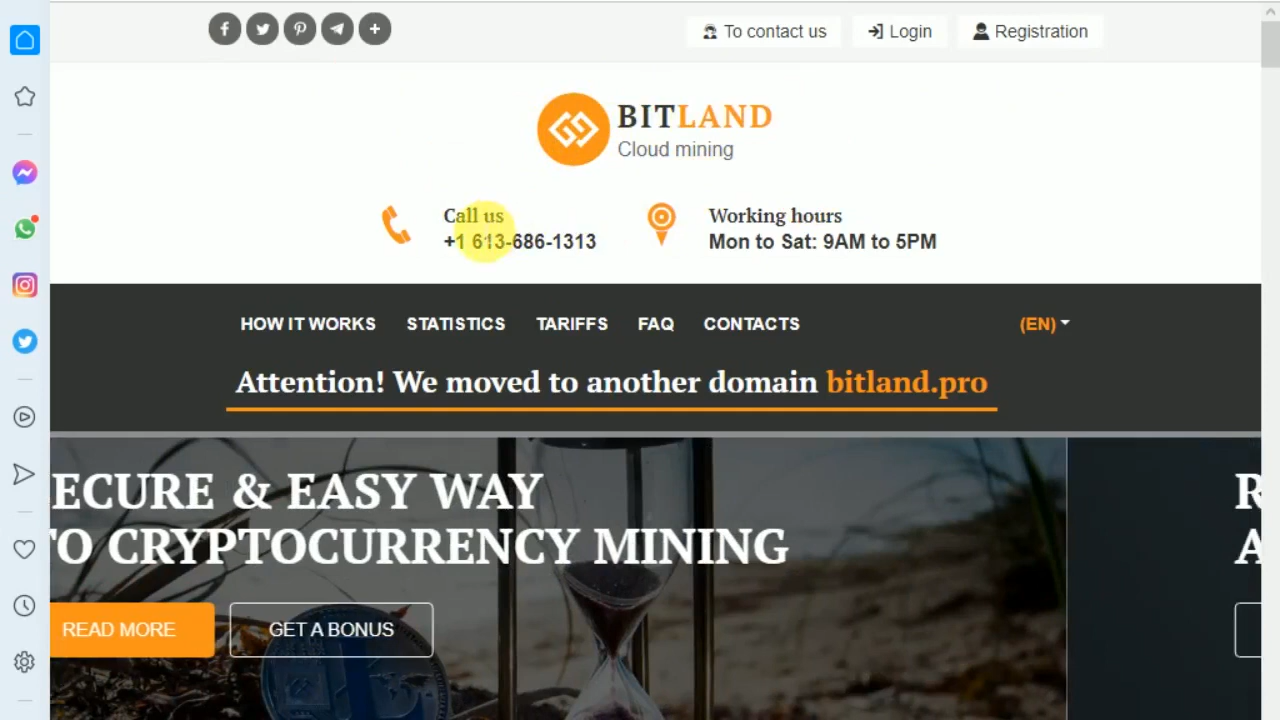 To contact us
Login
Registration
BITLAND
Cloud mining
Call us
+1 613-686-1313
Working hours
Mon to Sat: 9AM to 5PM
HOW IT WORKS
STATISTICS
TARIFFS
FAQ
CONTACTS
(EN)
Attention! We moved to another domain bitland.pro
ECURE & EASY WAY
TO CRYPTOCURRENCY MINING
READ MORE
GET A BONUS
R
A